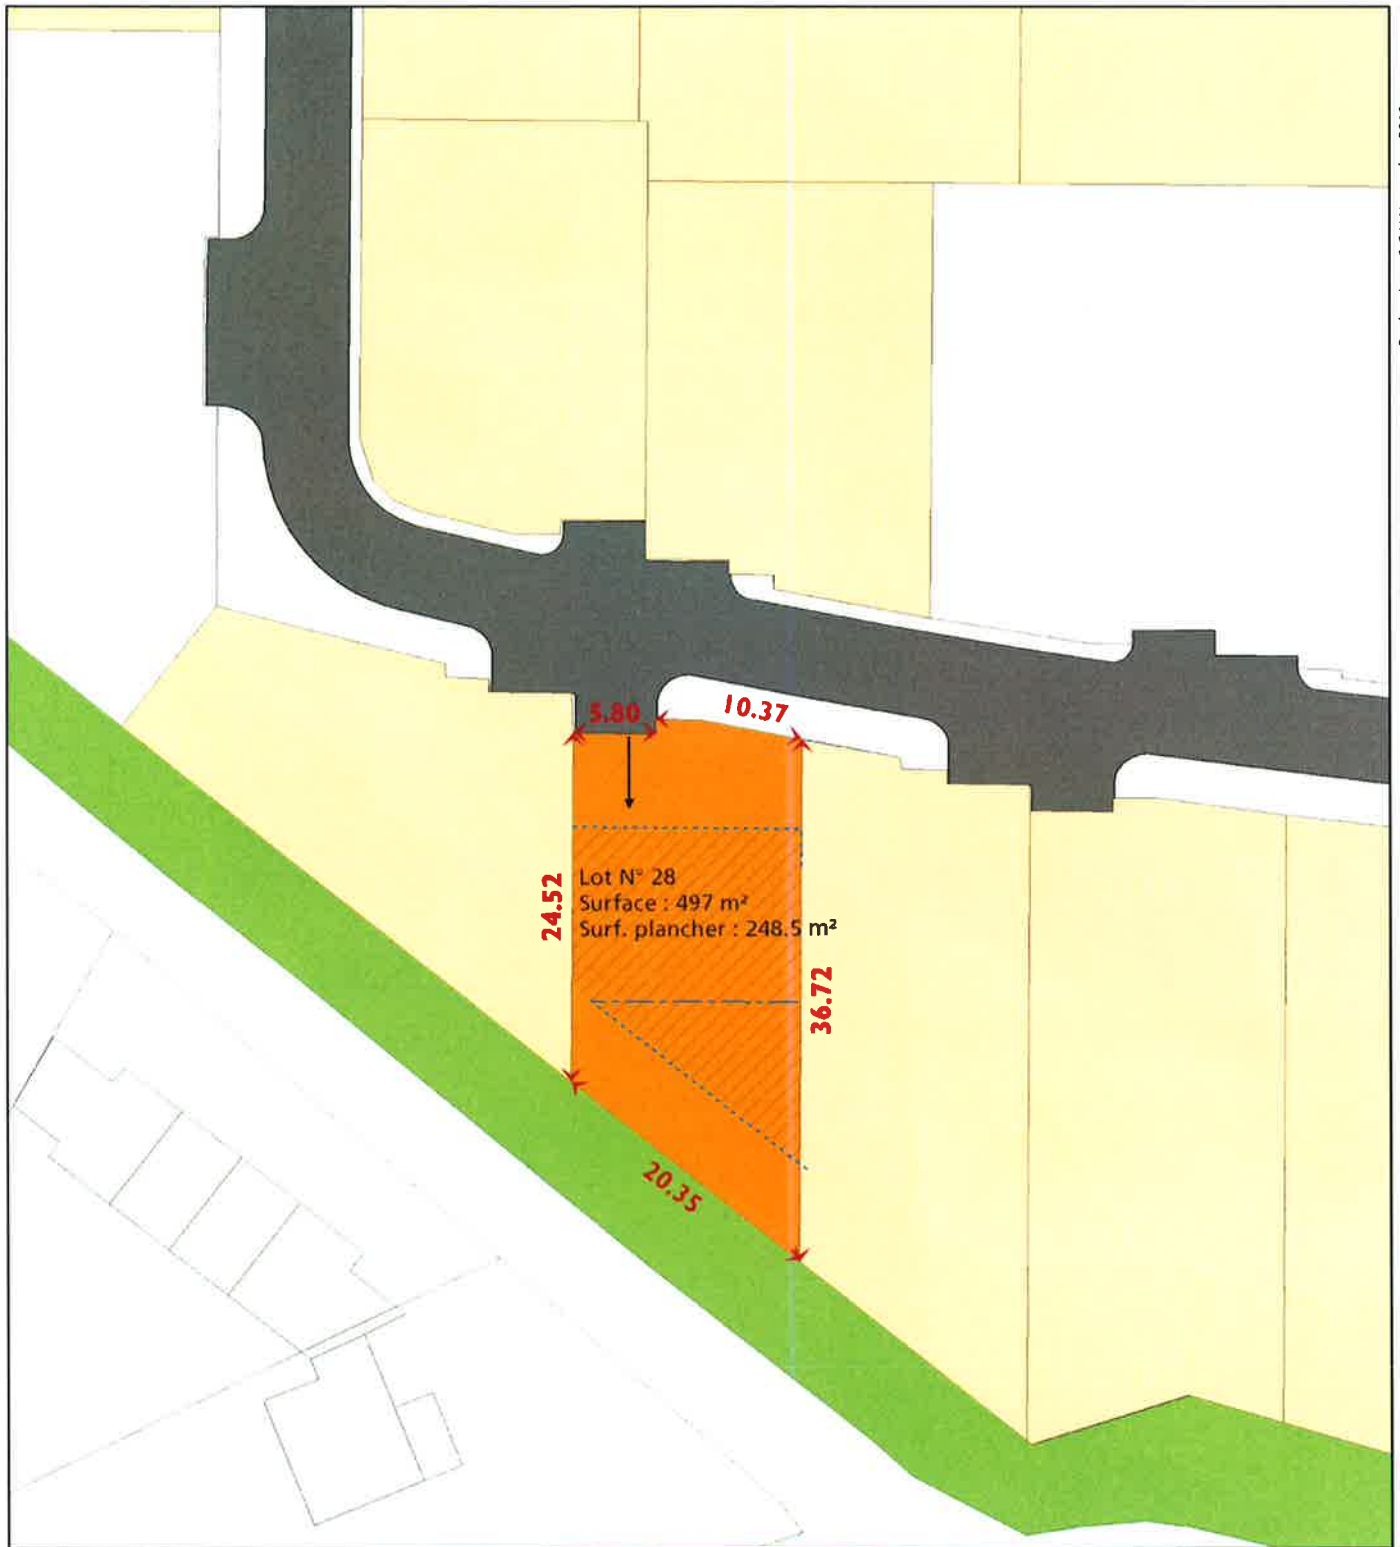 5.80
10.37
24.52
Lot N° 28
Surface : 497 m²
Surf. plancher : 248.5 m²
36.72
20.35